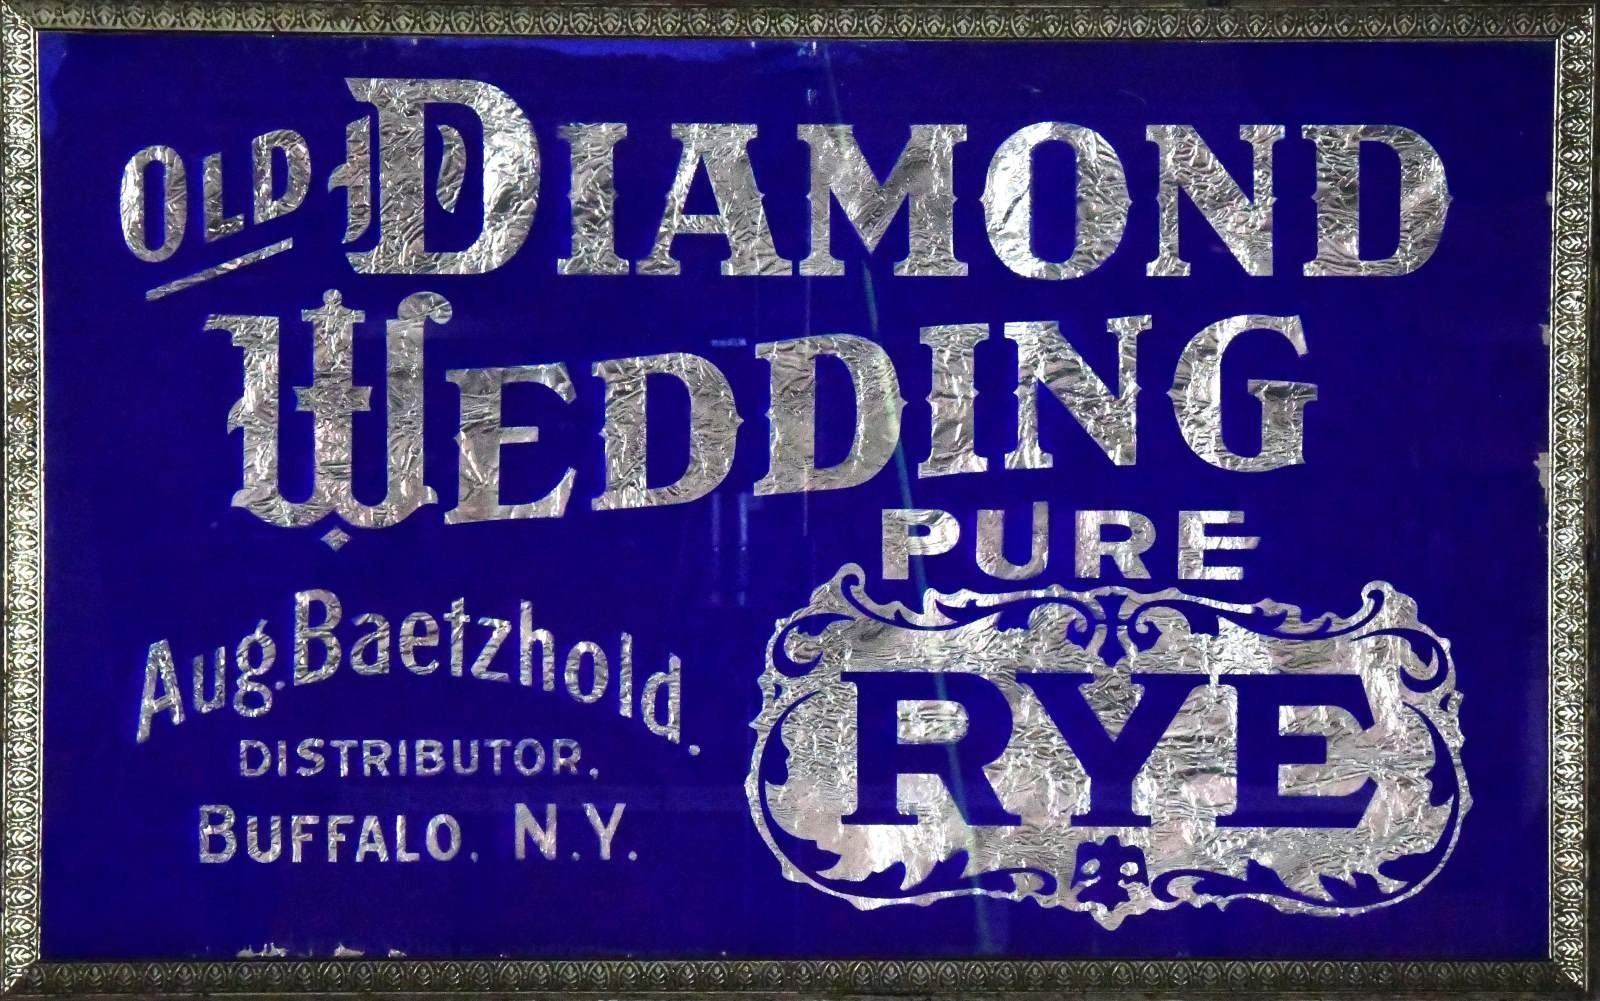 OLD DIAMOND
WEDDING
PURE
RYE
Aug. Baetzhold.
DISTRIBUTOR.
BUFFALO. N.Y.